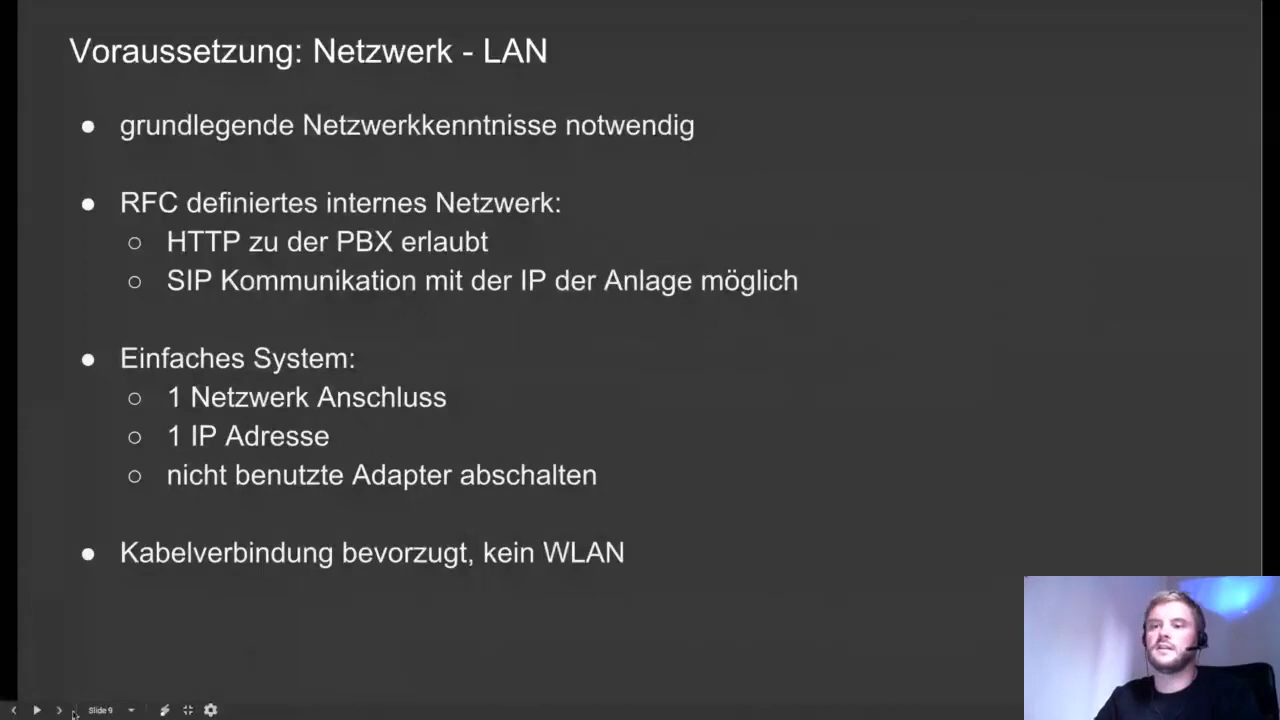 Voraussetzung: Netzwerk - LAN
● grundlegende Netzwerkkenntnisse notwendig
● RFC definiertes internes Netzwerk:
○ HTTP zu der PBX erlaubt
○ SIP Kommunikation mit der IP der Anlage möglich
● Einfaches System:
○ 1 Netzwerk Anschluss
○ 1 IP Adresse
○ nicht benutzte Adapter abschalten
● Kabelverbindung bevorzugt, kein WLAN
Slide 9